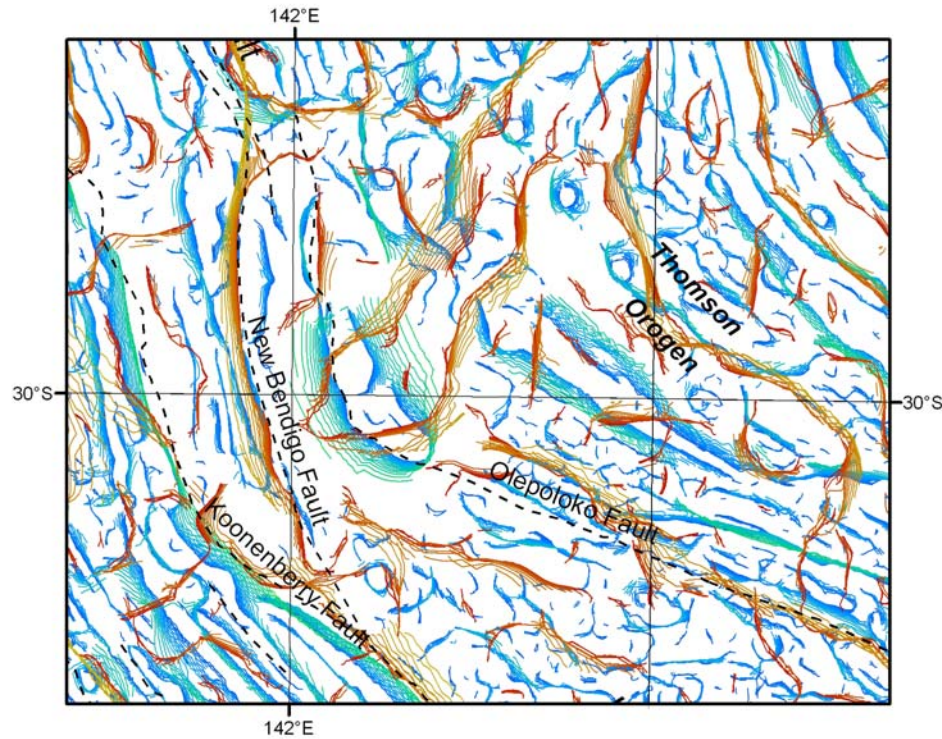 142°E
Thomson
Orogen
New Bendigo Fault
30°S
30°S
Olepoloko Fault
Koonenberry Fault
142°E